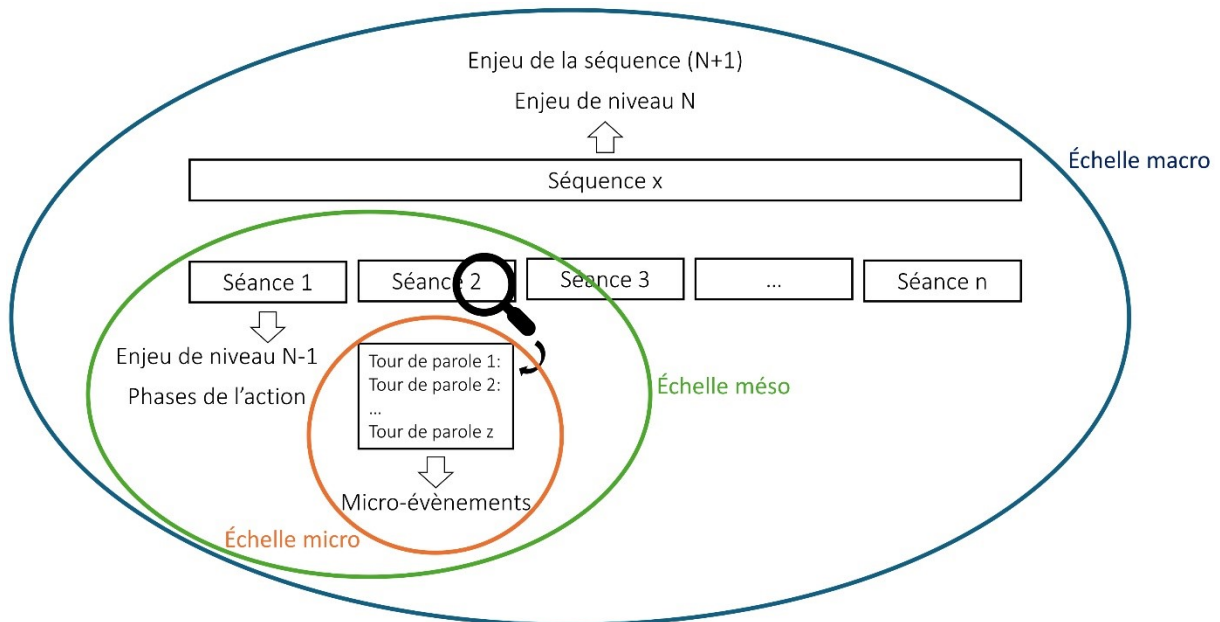 Enjeu de la séquence (N+1)
Enjeu de niveau N
Échelle macro
Séquence x
Séance 1
Séance 2
Séance 3
...
Séance n
Enjeu de niveau N-1
Phases de l’action
Tour de parole 1:
Tour de parole 2:
...
Tour de parole z
Échelle méso
Micro-évènements
Échelle micro